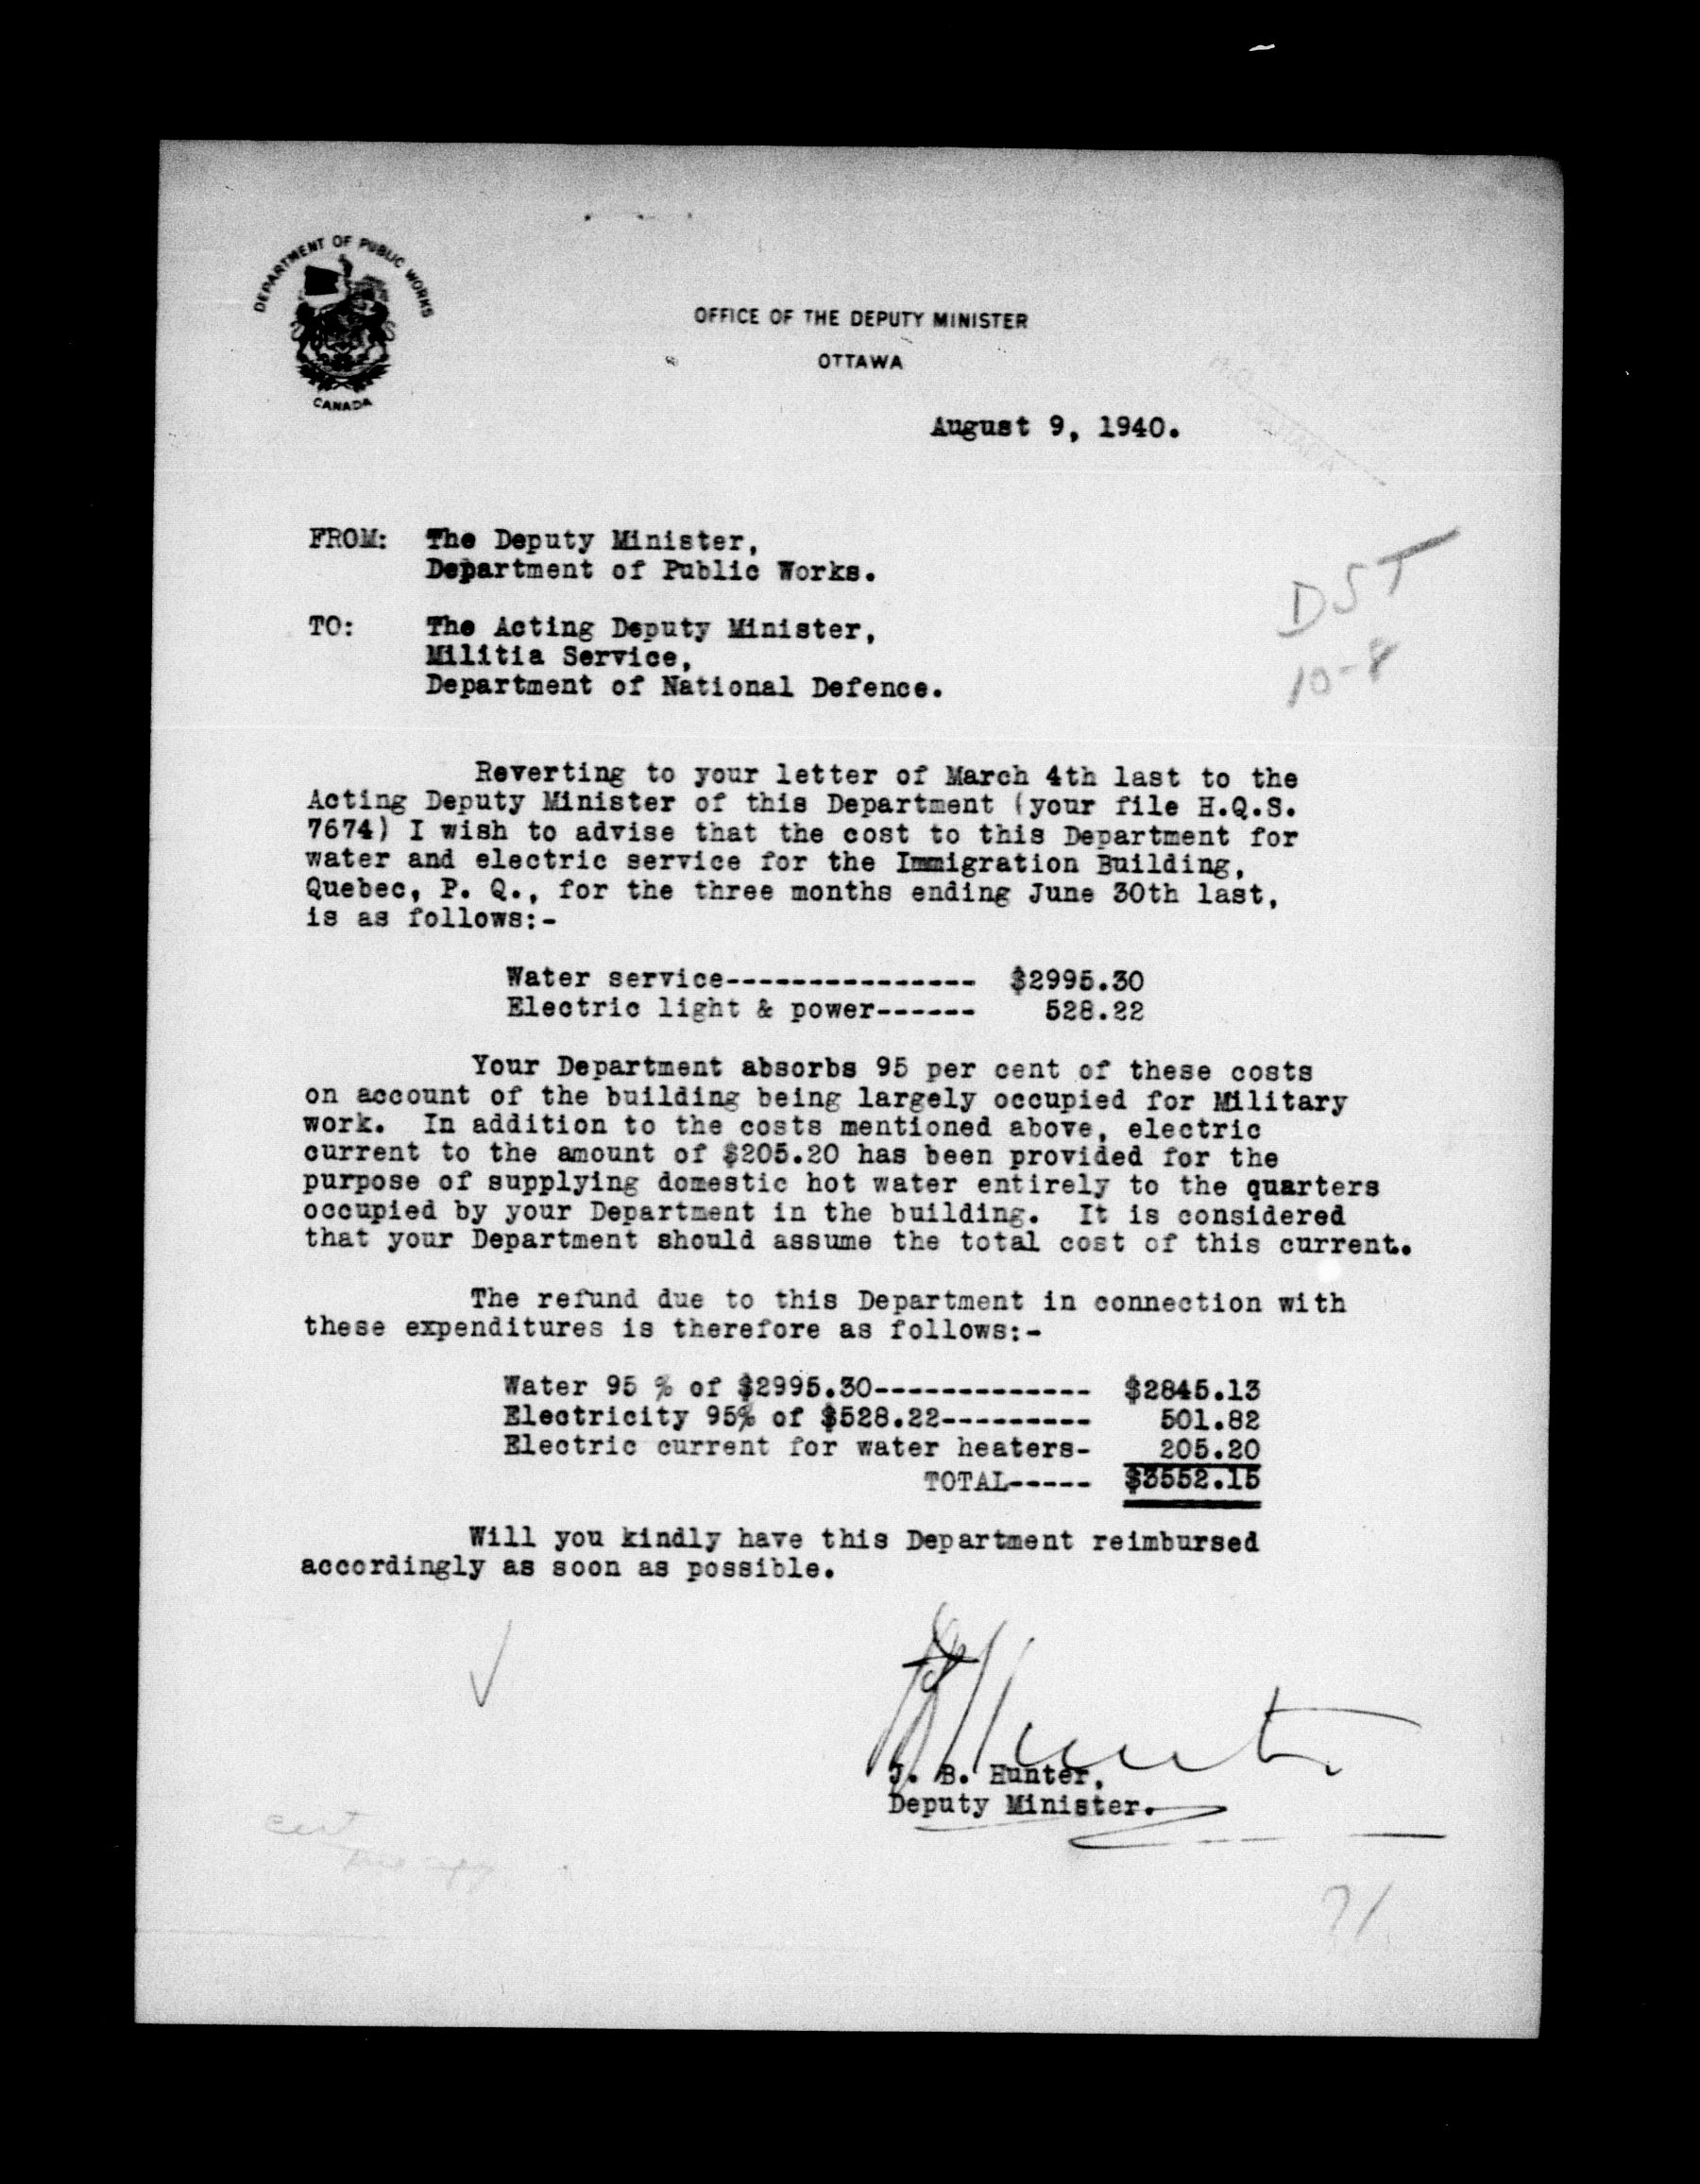 DEPARTMENT OF PUBLIC WORKS
CANADA
OFFICE OF THE DEPUTY MINISTER
OTTAWA
August 9, 1940.
FROM: The Deputy Minister,
Department of Public Works.
DST
10-8
TO: The Acting Deputy Minister,
Militia Service,
Department of National Defence.
Reverting to your letter of March 4th last to the
Acting Deputy Minister of this Department (your file H.Q.S.
7674) I wish to advise that the cost to this Department for
water and electric service for the Immigration Building,
Quebec, P. Q., for the three months ending June 30th last,
is as follows:-
Water service--------------- $2995.30
Electric light & power------ 528.22
Your Department absorbs 95 per cent of these costs
on account of the building being largely occupied for Military
work. In addition to the costs mentioned above, electric
current to the amount of $205.20 has been provided for the
purpose of supplying domestic hot water entirely to the quarters
occupied by your Department in the building. It is considered
that your Department should assume the total cost of this current.
The refund due to this Department in connection with
these expenditures is therefore as follows:-
Water 95 % of $2995.30------------- $2845.13
Electricity 95% of $528.22--------- 501.82
Electric current for water heaters- 205.20
TOTAL----- $3552.15
Will you kindly have this Department reimbursed
accordingly as soon as possible.
J. B. Hunter,
Deputy Minister.